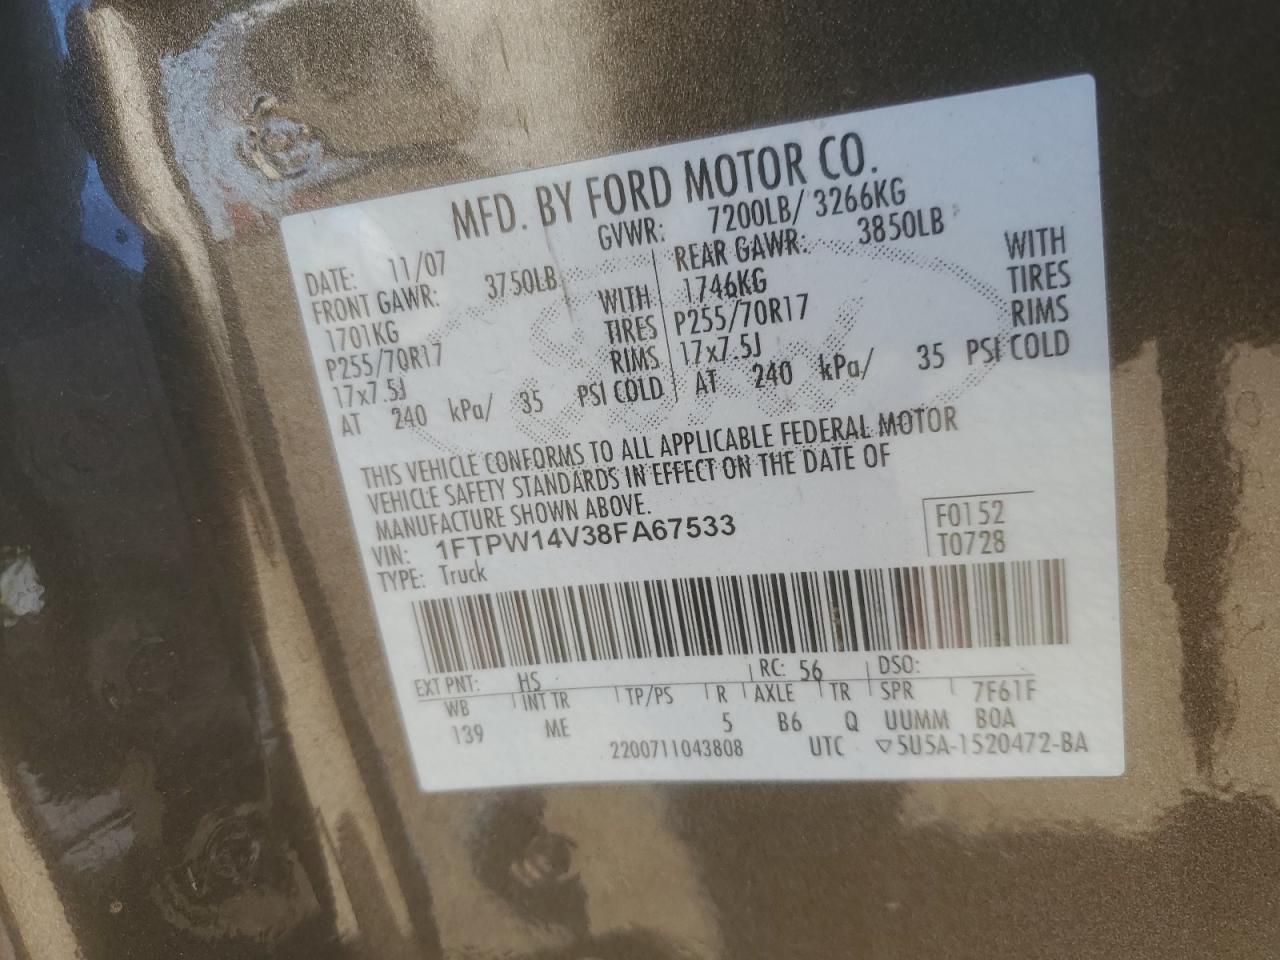 MFD. BY FORD MOTOR CO.
DATE: 11/07 GVWR: 7200LB/ 3266KG
FRONT GAWR: 3750LB REAR GAWR: 3850LB
1701KG WITH 1746KG WITH
P255/70R17 TIRES P255/70R17 TIRES
17x7.5J RIMS 17x7.5J RIMS
AT 240 kPa/ 35 PSI COLD AT 240 kPa/ 35 PSI COLD
THIS VEHICLE CONFORMS TO ALL APPLICABLE FEDERAL MOTOR
VEHICLE SAFETY STANDARDS IN EFFECT ON THE DATE OF
MANUFACTURE SHOWN ABOVE.
VIN: 1FTPW14V38FA67533 F0152
TYPE: Truck T0728
EXT PNT: HS RC: 56 DSO:
WB INT TR TP/PS R AXLE TR SPR 7F61F
139 ME 5 B6 Q UUMM B0A
2200711043808 UTC ▽5U5A-1520472-BA